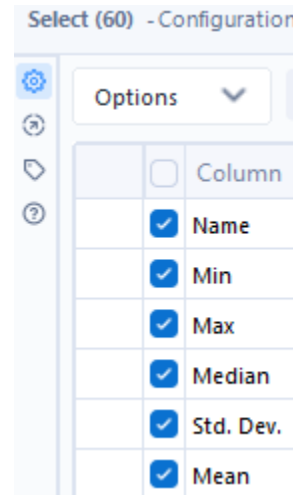 Select (60) - Configuration
Options
Column
Name
Min
Max
Median
Std. Dev.
Mean